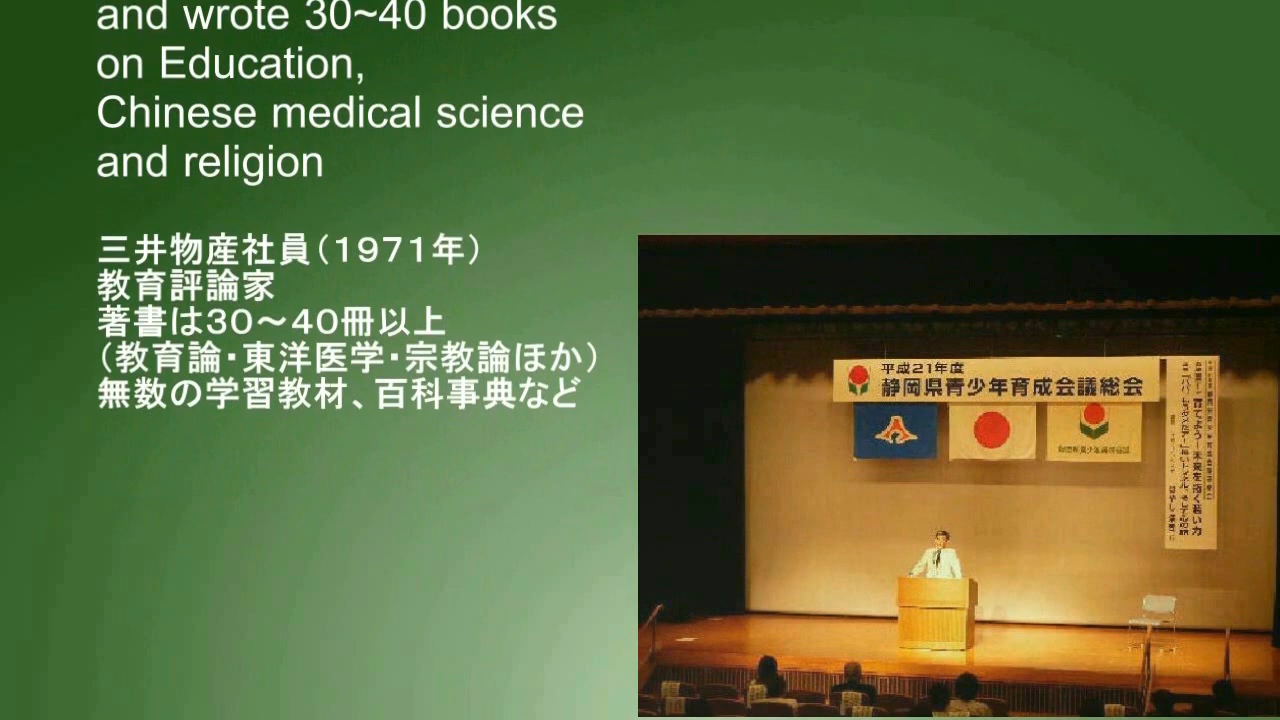 and wrote 30~40 books
on Education,
Chinese medical science
and religion
三井物産社員（1971年）
教育評論家
著書は30～40冊以上
（教育論・東洋医学・宗教論ほか）
無数の学習教材、百科事典など
平成21年度
静岡県青少年育成会議総会